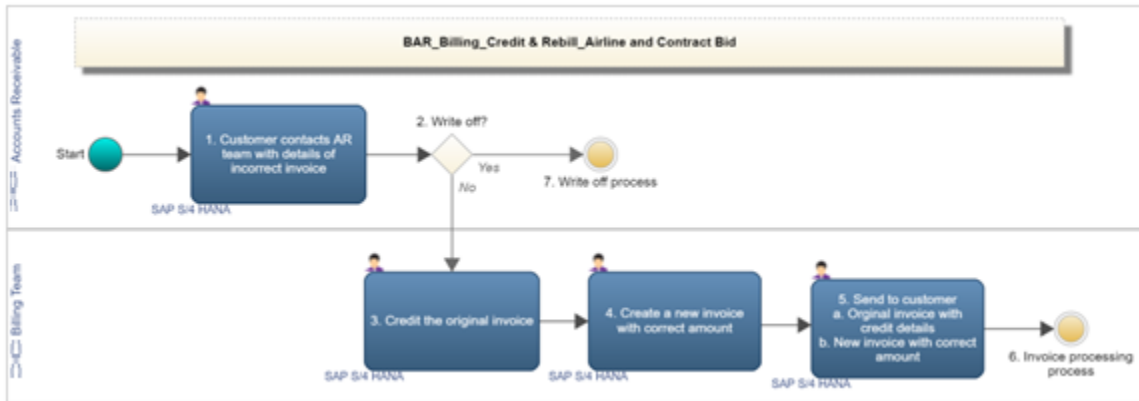 BAR_Billing_Credit & Rebill_Airline and Contract Bid
Accounts Receivable
Start
1. Customer contacts AR
team with details of
incorrect invoice
SAP S/4 HANA
2. Write off?
Yes
No
7. Write off process
Billing Team
3. Credit the original invoice
SAP S/4 HANA
4. Create a new invoice
with correct amount
SAP S/4 HANA
5. Send to customer
a. Orginal invoice with
credit details
b. New invoice with correct
amount
SAP S/4 HANA
6. Invoice processing
process